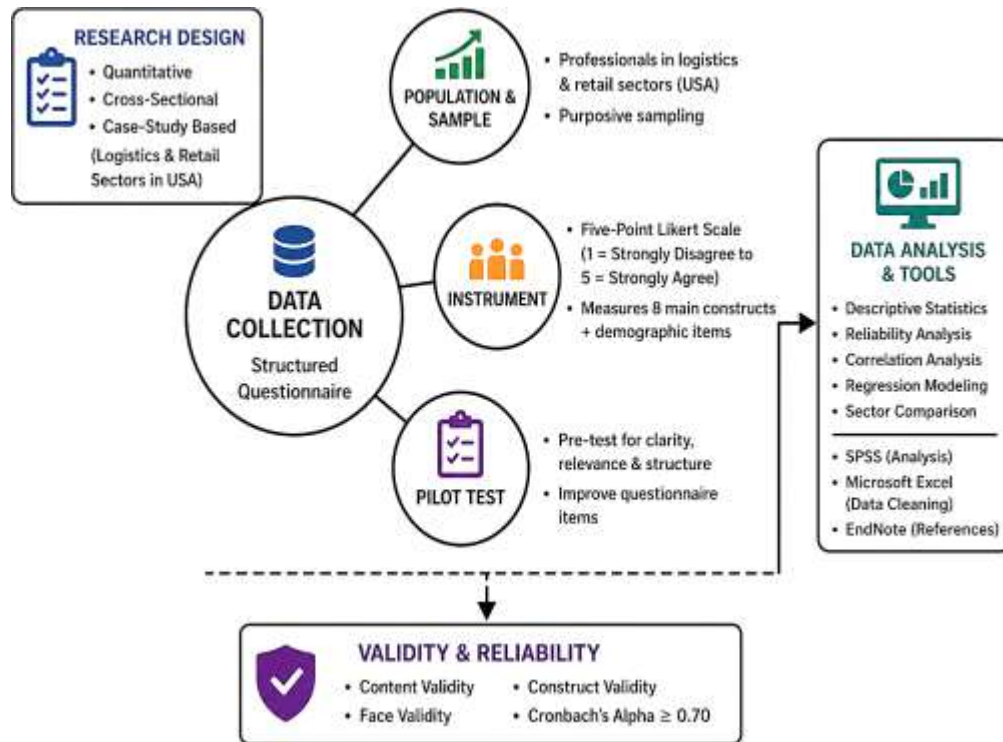 RESEARCH DESIGN
• Quantitative
• Cross-Sectional
• Case-Study Based
(Logistics & Retail
Sectors in USA)
POPULATION &
SAMPLE
• Professionals in logistics
& retail sectors (USA)
• Purposive sampling
DATA
COLLECTION
Structured
Questionnaire
INSTRUMENT
• Five-Point Likert Scale
(1 = Strongly Disagree to
5 = Strongly Agree)
• Measures 8 main constructs
+ demographic items
PILOT TEST
• Pre-test for clarity,
relevance & structure
• Improve questionnaire
items
DATA ANALYSIS
& TOOLS
• Descriptive Statistics
• Reliability Analysis
• Correlation Analysis
• Regression Modeling
• Sector Comparison
• SPSS (Analysis)
• Microsoft Excel
(Data Cleaning)
• EndNote (References)
VALIDITY & RELIABILITY
• Content Validity
• Face Validity
• Construct Validity
• Cronbach's Alpha ≥ 0.70